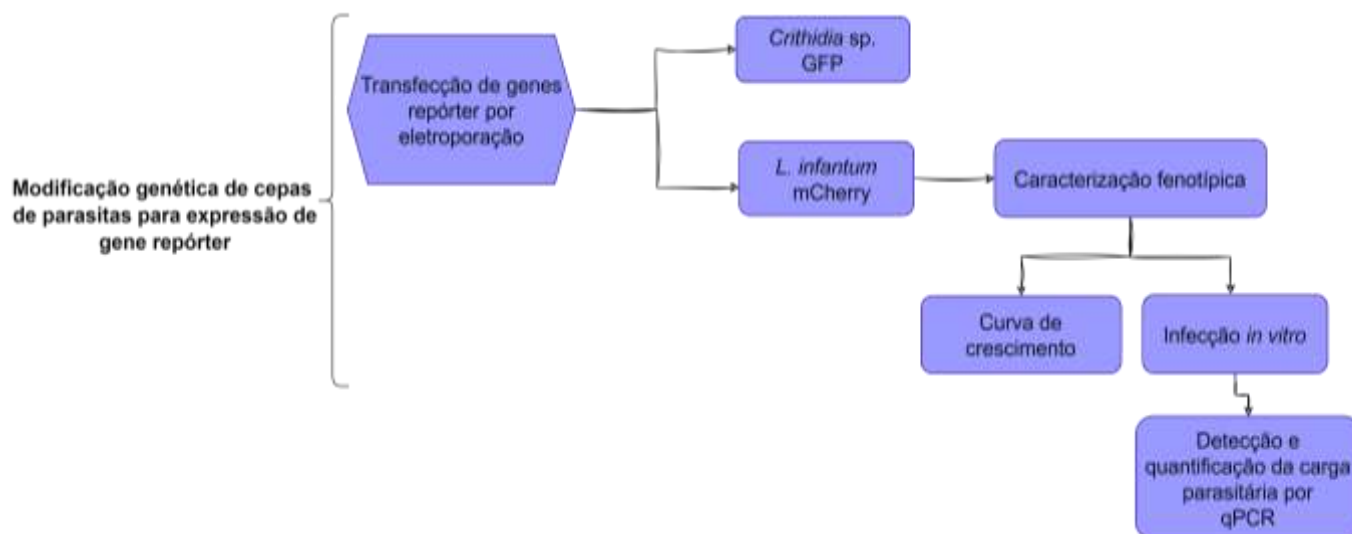 Modificação genética de cepas
de parasitas para expressão de
gene repórter
Transfecção de genes
repórter por
eletroporação
Crithidia sp.
GFP
L. infantum
mCherry
Caracterização fenotípica
Curva de
crescimento
Infecção in vitro
Detecção e
quantificação da carga
parasitária por
qPCR